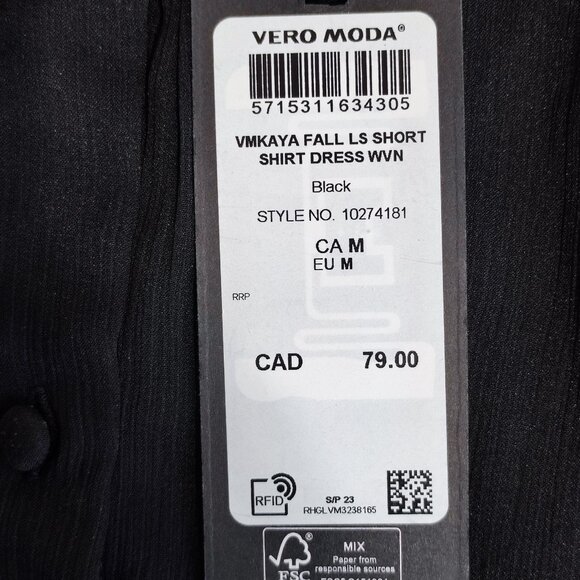 VERO MODA®
5715311634305
VMKAYA FALL LS SHORT
SHIRT DRESS WVN
Black
STYLE NO. 10274181
CA M
EU M
RRP
CAD 79.00
RFID
S/P 23
RHGLVM3238165
MIX
Paper from
responsible sources
FSC